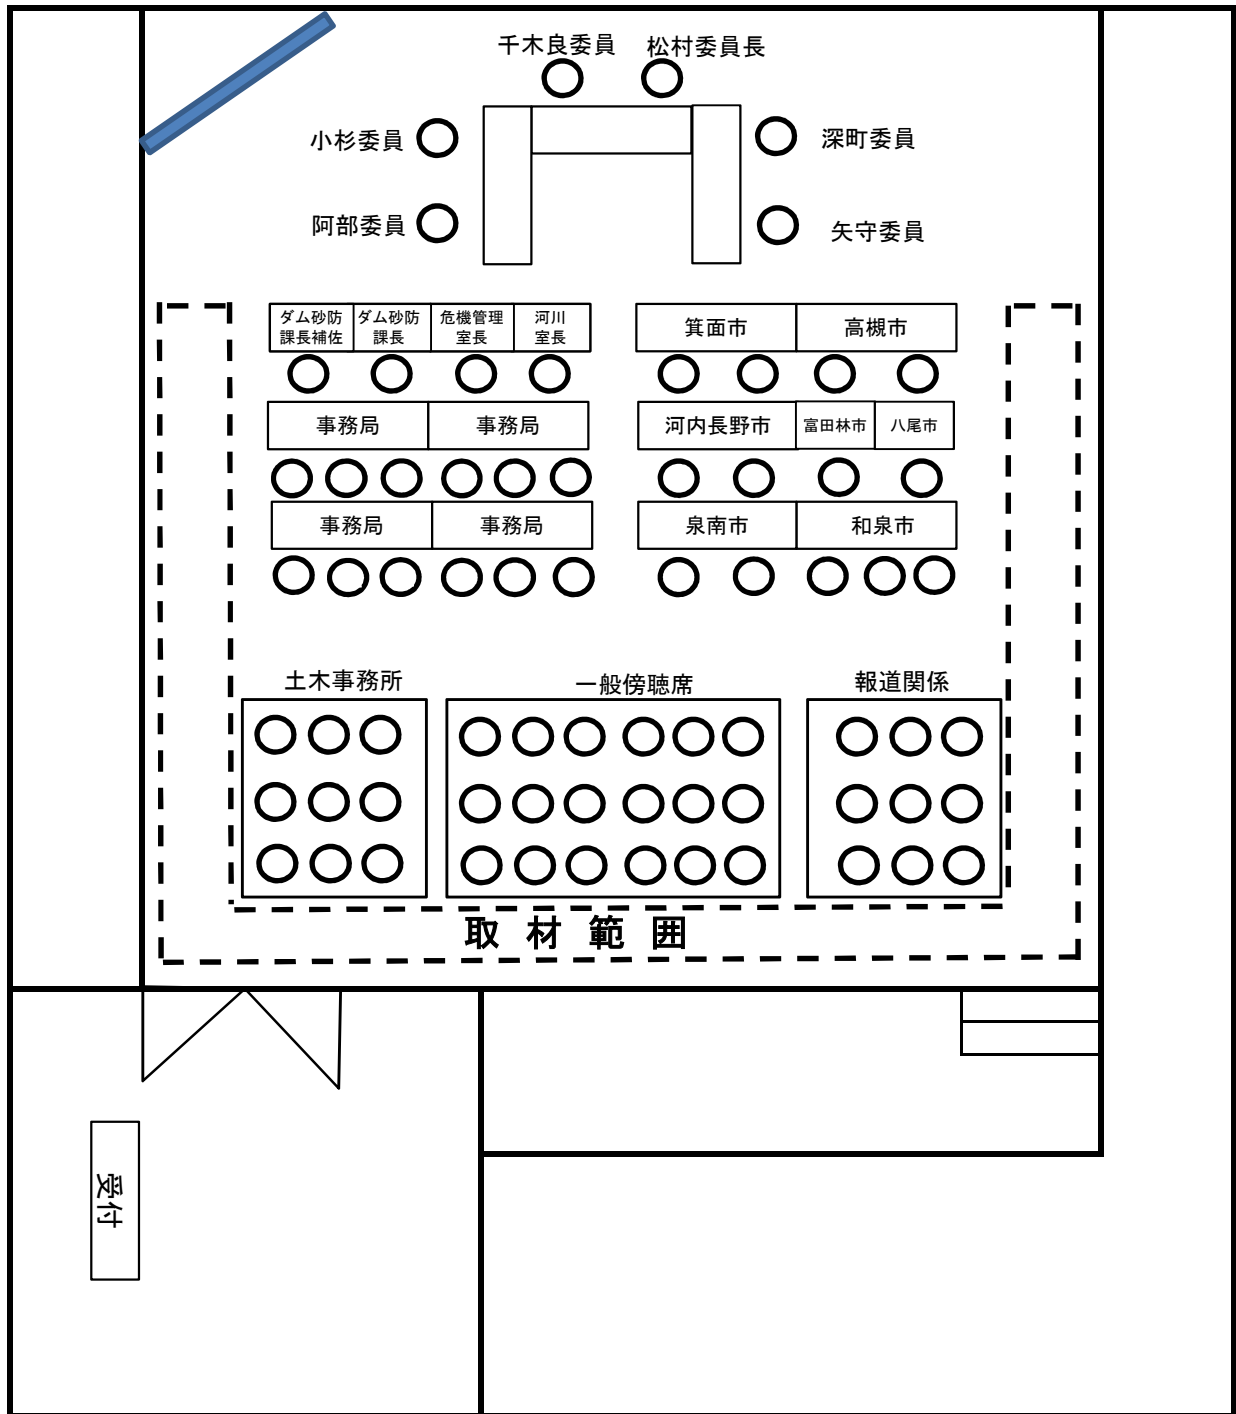 千木良委員
松村委員長
小杉委員
深町委員
阿部委員
矢守委員
ダム砂防
課長補佐
ダム砂防
課長
危機管理
室長
河川
室長
箕面市
高槻市
事務局
事務局
河内長野市
富田林市
八尾市
事務局
事務局
泉南市
和泉市
土木事務所
一般傍聴席
報道関係
取材範囲
受付